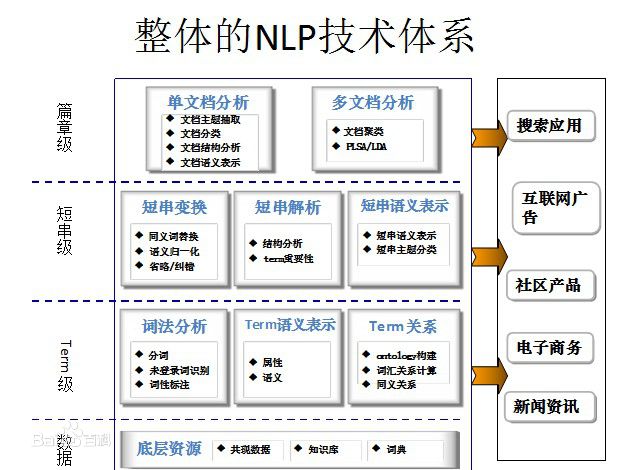 整体的NLP技术体系
篇章级
单文档分析
◆ 文档主题抽取
◆ 文档分类
◆ 文档结构分析
◆ 文档语义表示
多文档分析
◆ 文档聚类
◆ PLSA/LDA
短串级
短串变换
◆ 同义词替换
◆ 语义归一化
◆ 省略/纠错
短串解析
◆ 结构分析
◆ term重要性
短串语义表示
◆ 短串语义表示
◆ 短串主题分类
Term级
词法分析
◆ 分词
◆ 未登录词识别
◆ 词性标注
Term语义表示
◆ 属性
◆ 语义
Term关系
◆ ontology构建
◆ 词汇关系计算
◆ 同义关系
数据
底层资源
◆ 共现数据
◆ 知识库
◆ 词典
搜索应用
互联网广
告
社区产品
电子商务
新闻资讯
Bai百科